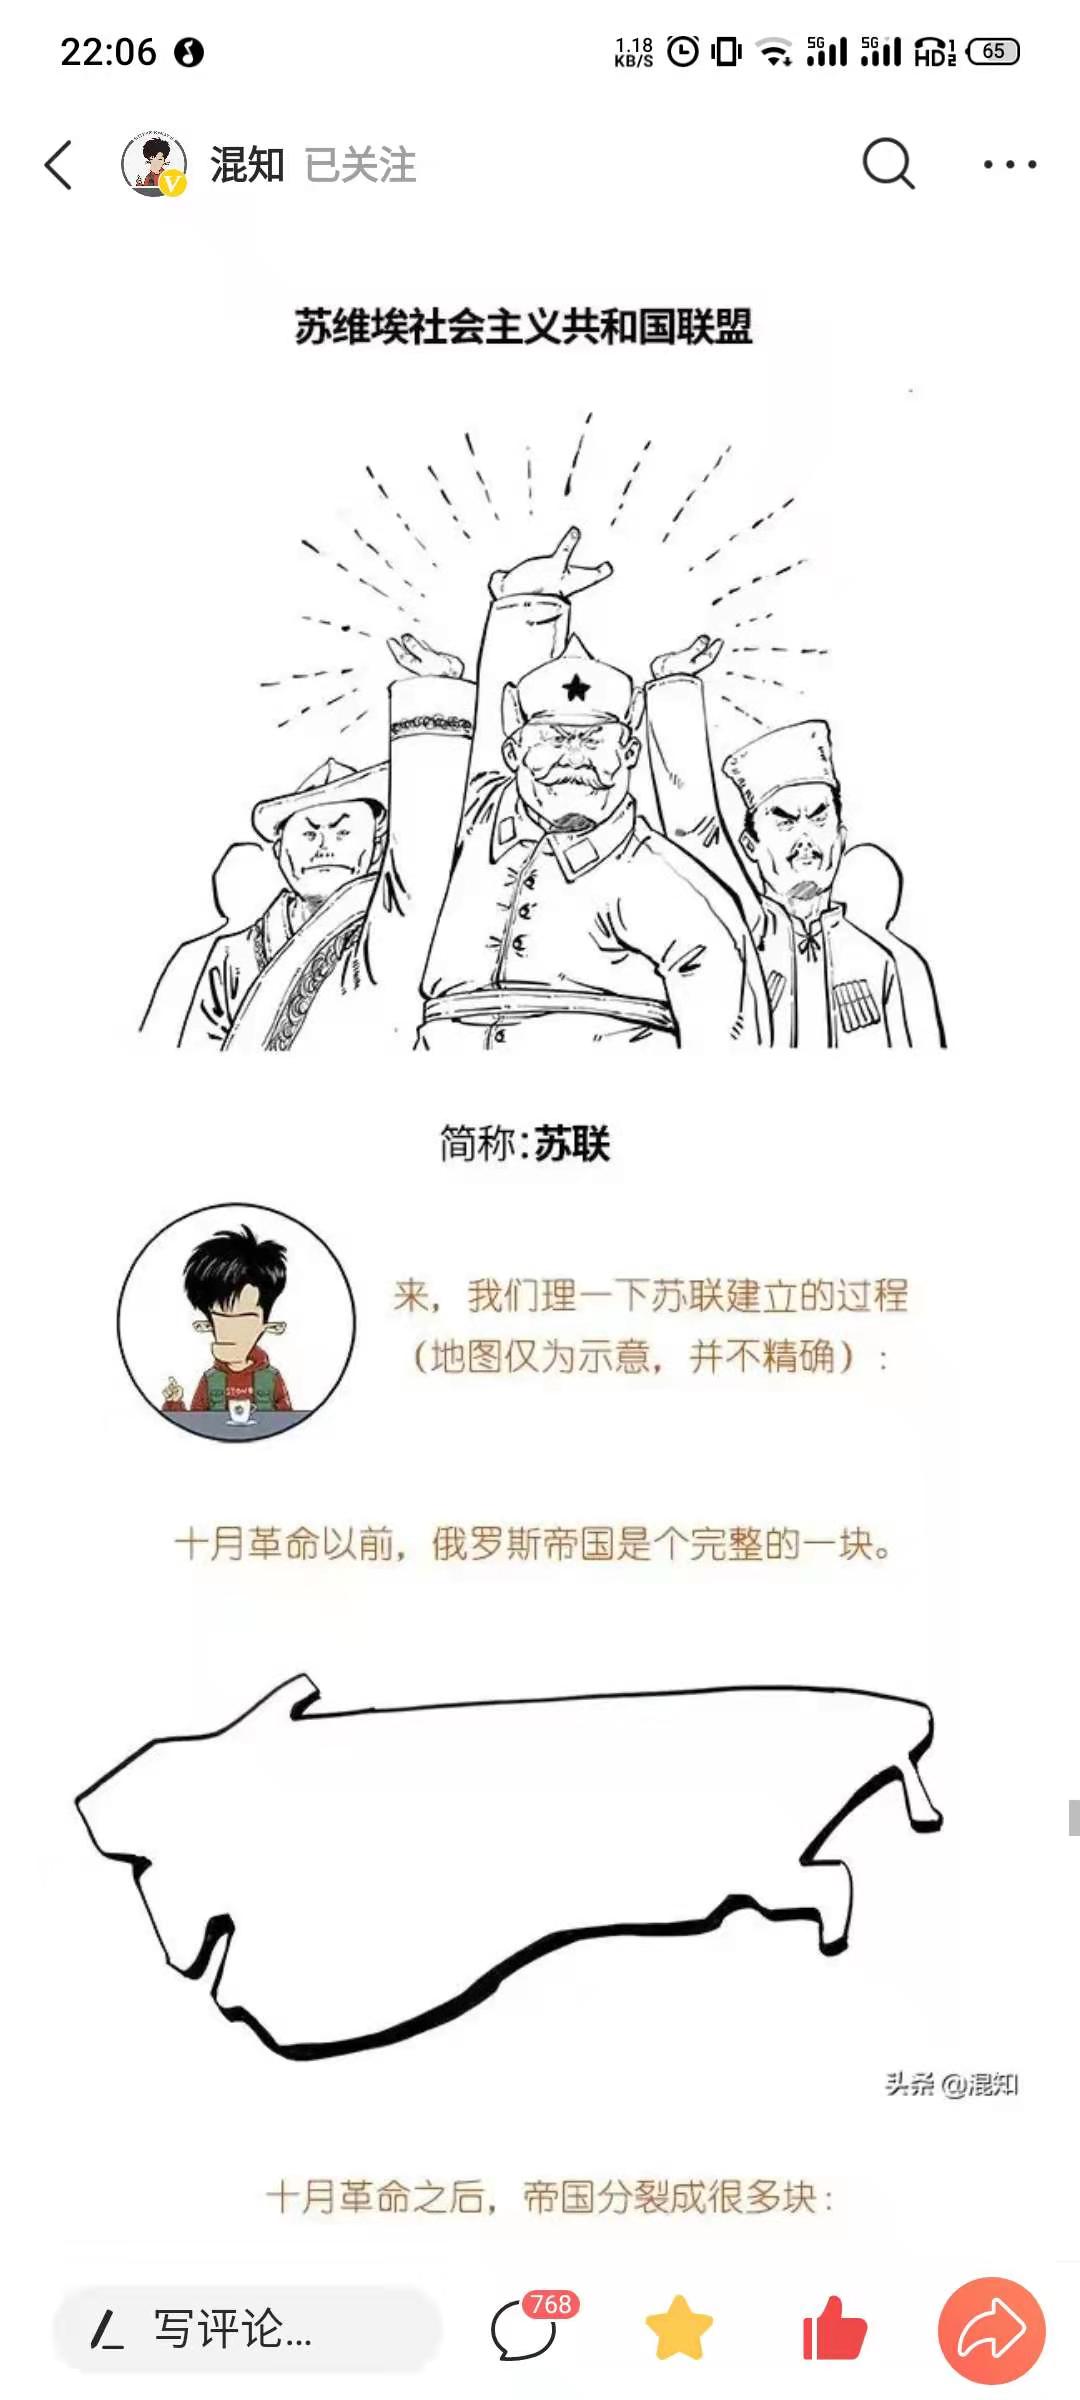 22:06
1.18
KB/S
5G
5G
HD 1
2
65
混知 已关注
苏维埃社会主义共和国联盟
简称:苏联
来，我们理一下苏联建立的过程
（地图仅为示意，并不精确）:
十月革命以前，俄罗斯帝国是个完整的一块。
头条 @混知
十月革命之后，帝国分裂成很多块:
写评论...
768